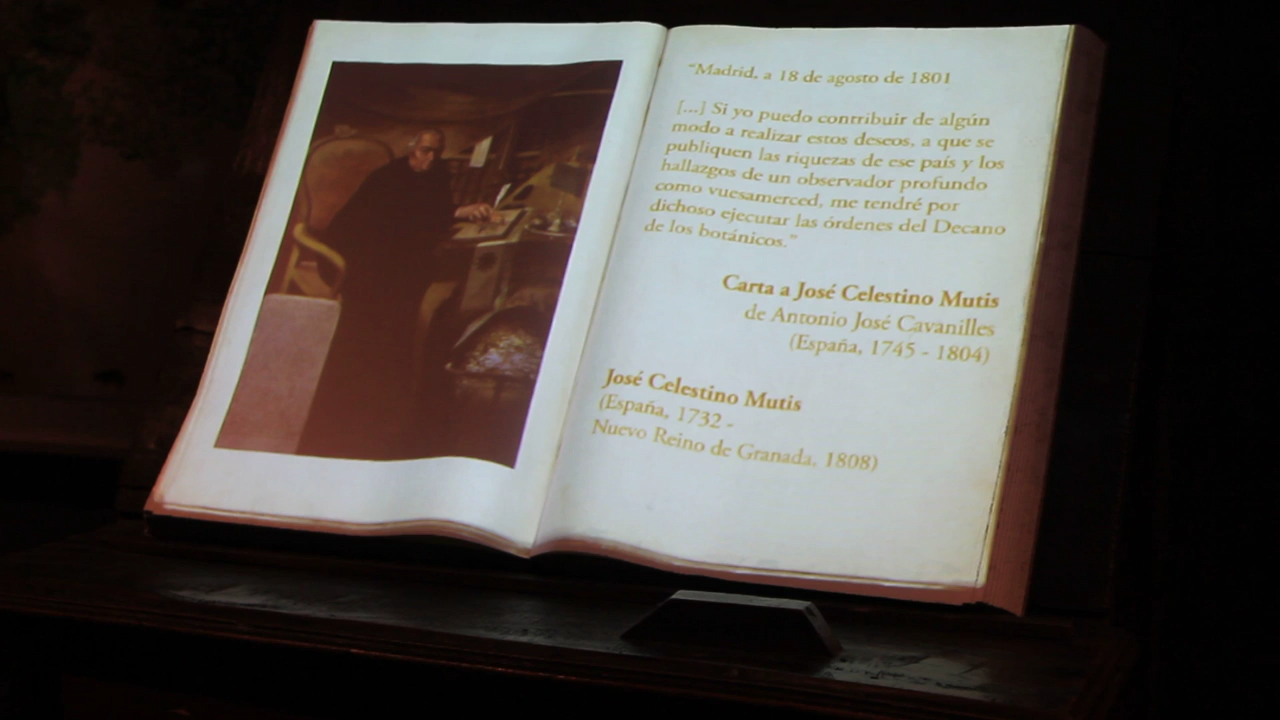 "Madrid, a 18 de agosto de 1801
[...] Si yo puedo contribuir de algún
modo a realizar estos deseos, a que se
publiquen las riquezas de ese país y los
hallazgos de un observador profundo
como vuesamerced, me tendré por
dichoso ejecutar las órdenes del Decano
de los botánicos."
Carta a José Celestino Mutis
de Antonio José Cavanilles
(España, 1745 - 1804)
José Celestino Mutis
(España, 1732 -
Nuevo Reino de Granada, 1808)